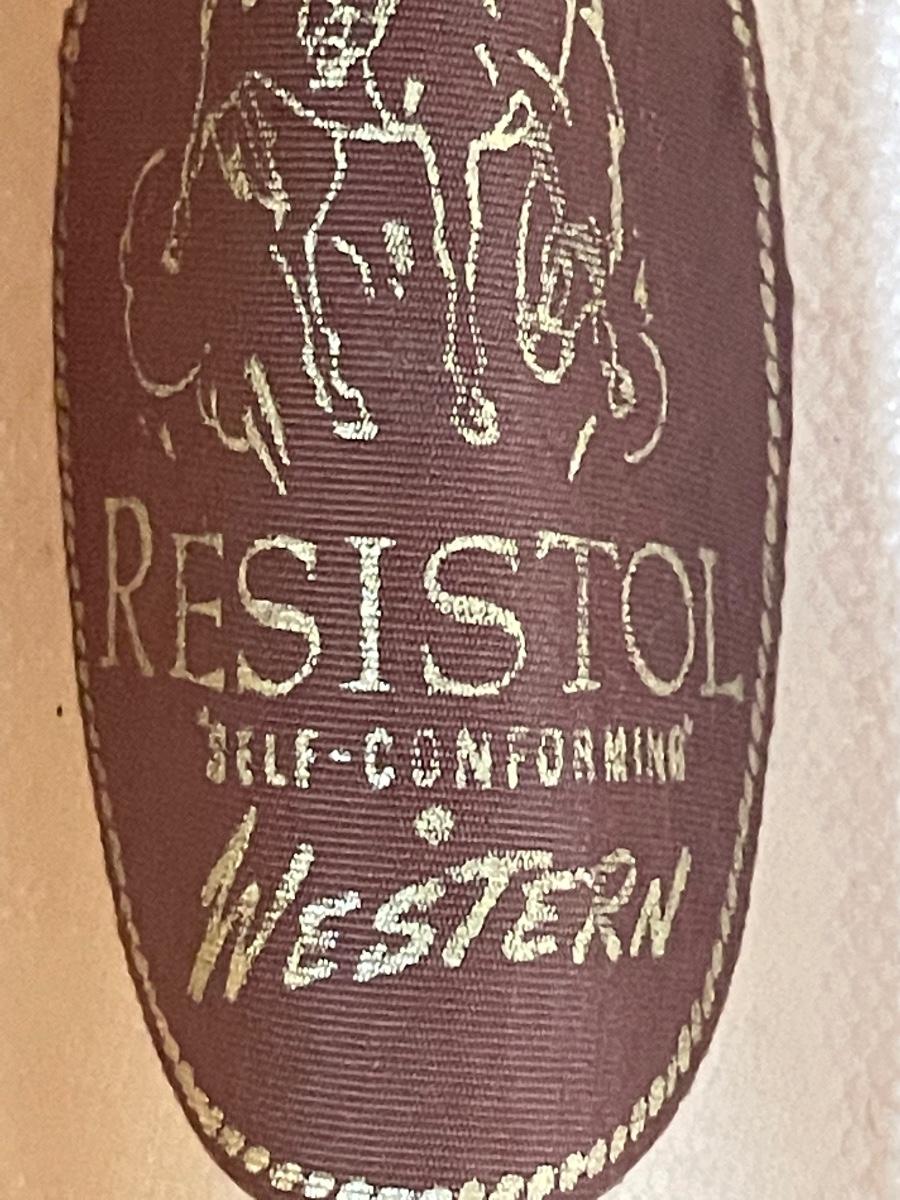 RESISTOL
"SELF-CONFORMING"
WESTERN